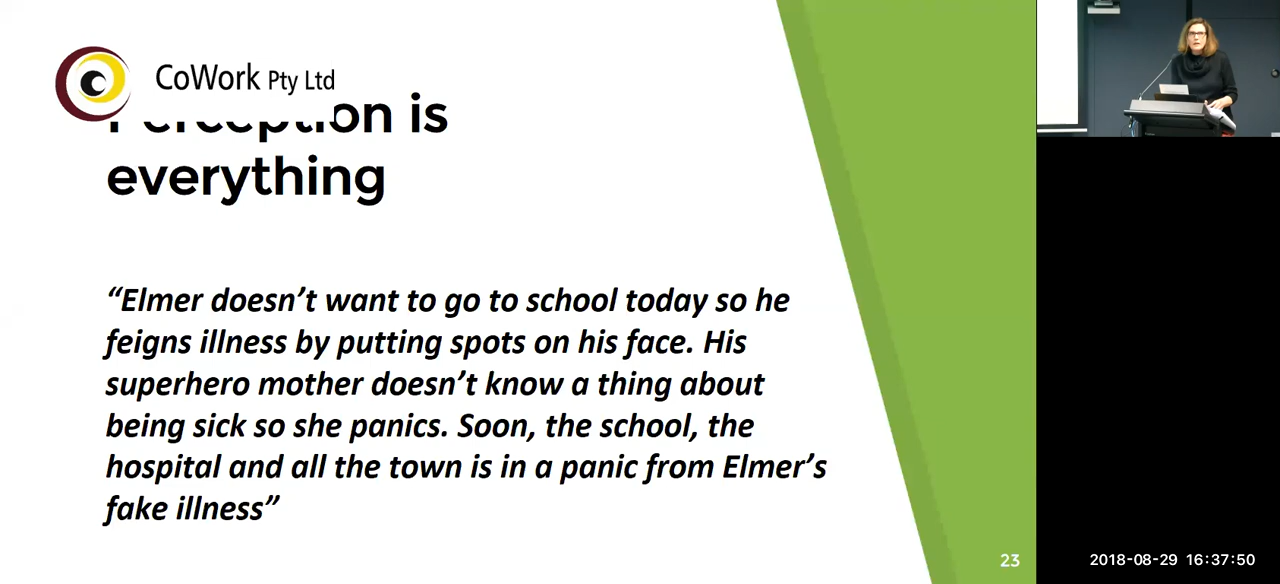 CoWork Pty Ltd
Perception is
everything
“Elmer doesn’t want to go to school today so he
feigns illness by putting spots on his face. His
superhero mother doesn’t know a thing about
being sick so she panics. Soon, the school, the
hospital and all the town is in a panic from Elmer’s
fake illness”
23
2018-08-29 16:37:50